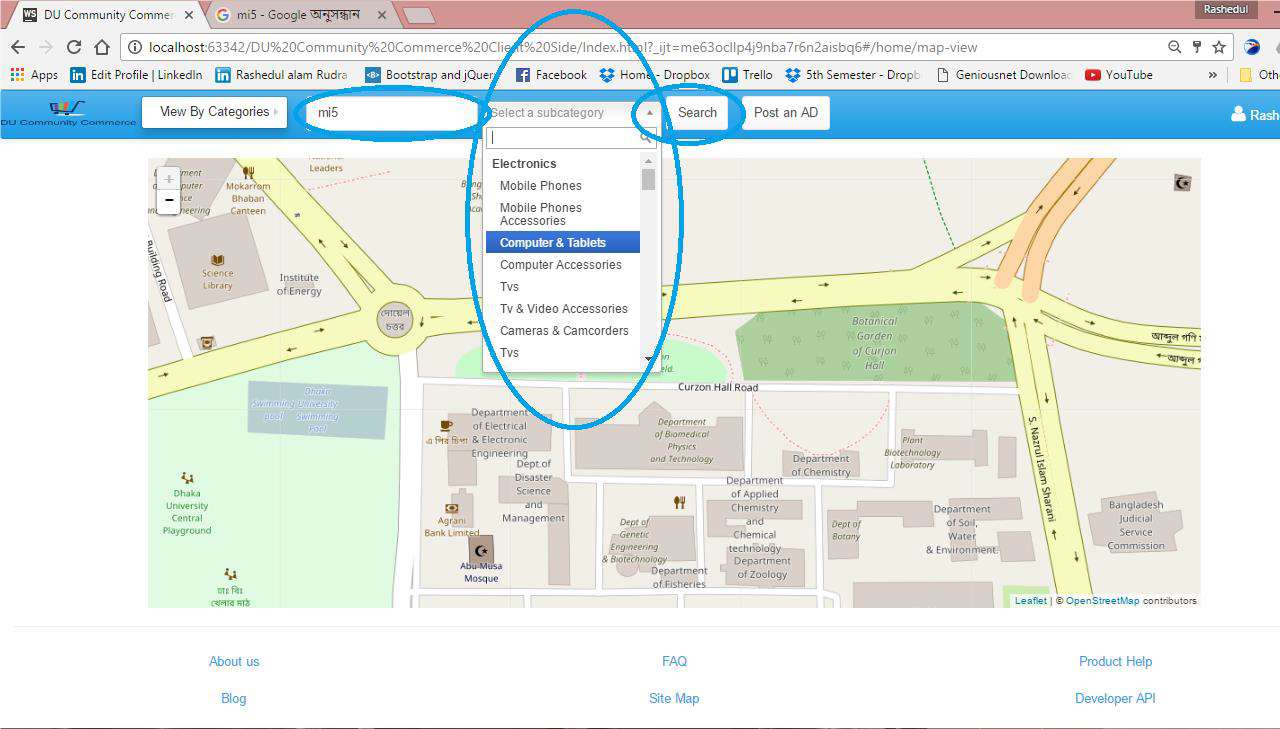 Rashedul
DU Community Commer
mi5 - Google অনুসন্ধান
localhost:63342/DU%20Community%20Commerce%20Client%20Side/Index.html?_ijt=me63ocllp4j9nba7r6n2aisbq6#/home/map-view
Apps
Edit Profile | LinkedIn
Rashedul alam Rudra
Bootstrap and jQuer
Facebook
Home - Dropbox
Trello
5th Semester - Dropb
Geniousnet Downloac
YouTube
»
Oth
DU Community Commerce
View By Categories
mi5
Select a subcategory
Search
Post an AD
Rash
Electronics
Mobile Phones
Mobile Phones
Accessories
Computer & Tablets
Computer Accessories
Tvs
Tv & Video Accessories
Cameras & Camcorders
Tvs
+
-
Leaders
Mokarrom
Bhaban
Canteen
Building Road
Science
Library
Institute
of Energy
দোয়েল
চত্তর
Botanical
Garden
of Curjon
Hall
আব্দুল গণি
আব্দুল গ
Curzon Hall Road
Dhaka
Swimming University
pool Swimming
Pool
Department
of Electrical
& Electronic
Engineering
Department
of Biomedical
Physics
and Technology
Plant
Biotechnology
Laboratory
Department
of Chemistry
S. Nazrul Islam Sharani
Dept.of
Disaster
Science
and
Management
Department
of Applied
Chemistry
and
Chemical
technology
Dhaka
University
Central
Playground
Agrani
Bank Limited
Dept of
Genetic
Engineering
& Biotechnology
Dept of
Botany
Department
of Soil,
Water
& Environment.
Bangladesh
Judicial
Service
Commission
Abu Musa
Mosque
Department
of Fisheries
Department
of Zoology
ঢাঃ বিঃ
খেলার মাঠ
Leaflet | © OpenStreetMap contributors
About us
FAQ
Product Help
Blog
Site Map
Developer API